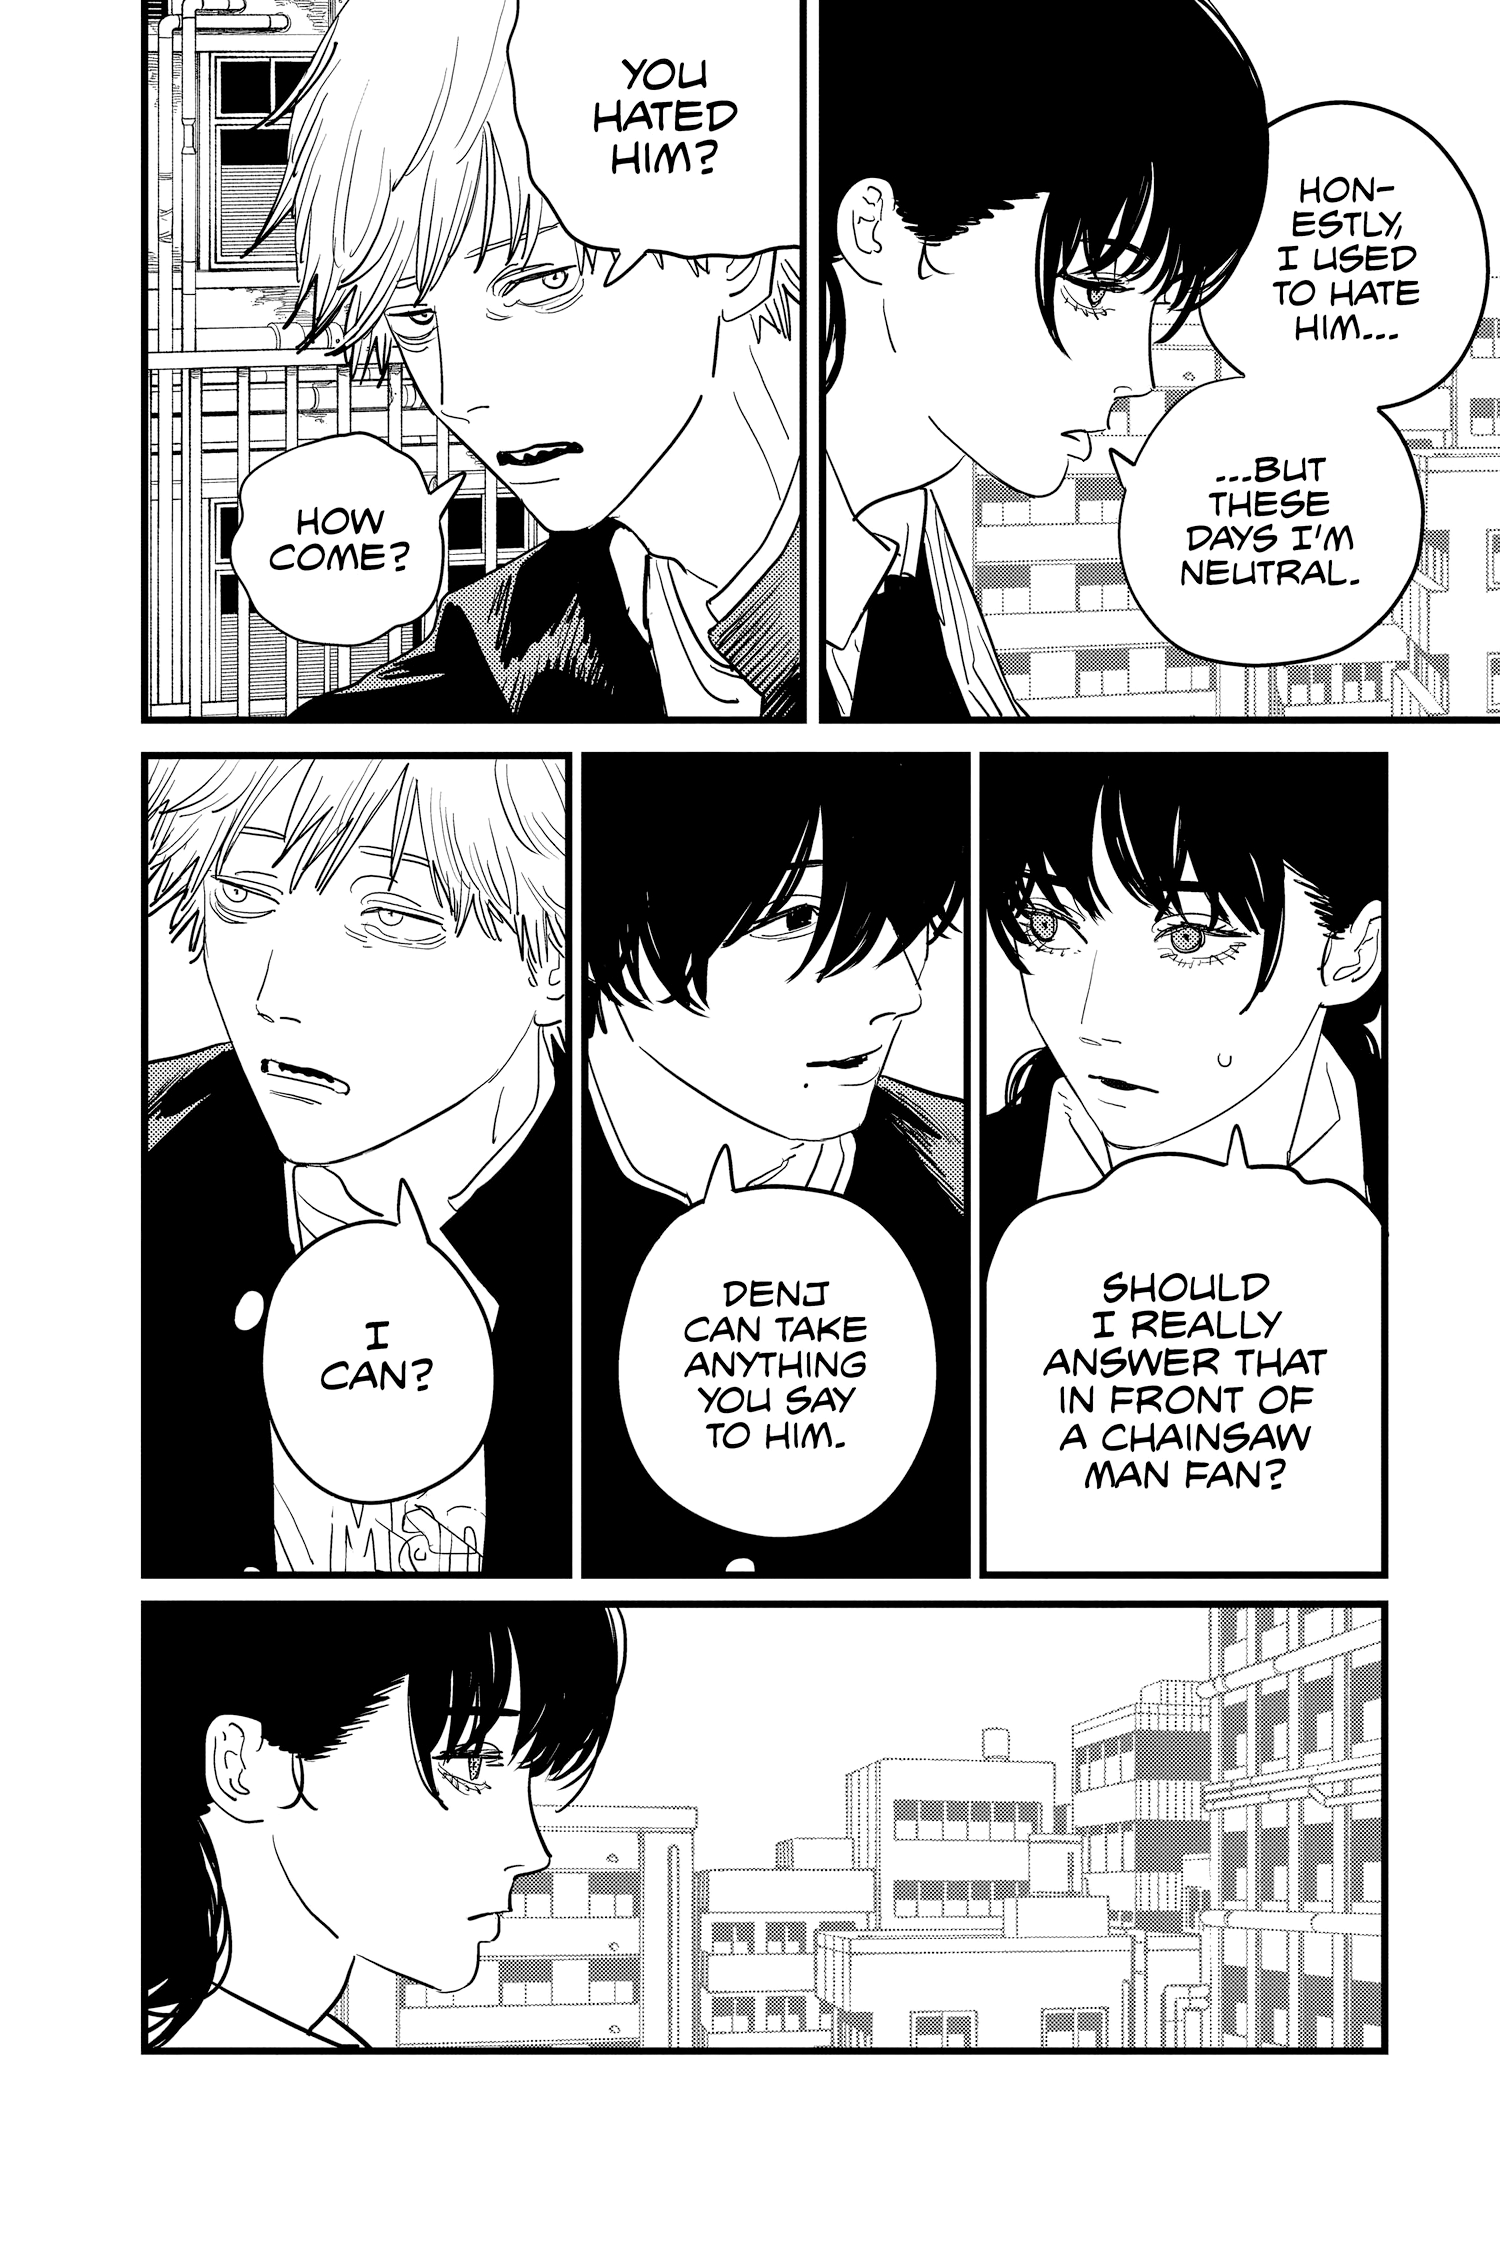 HON-
ESTLY,
I USED
TO HATE
HIM...
...BUT
THESE
DAYS I'M
NEUTRAL.
YOU
HATED
HIM?
HOW
COME?
SHOULD
I REALLY
ANSWER THAT
IN FRONT OF
A CHAINSAW
MAN FAN?
DENJ
CAN TAKE
ANYTHING
YOU SAY
TO HIM.
I
CAN?